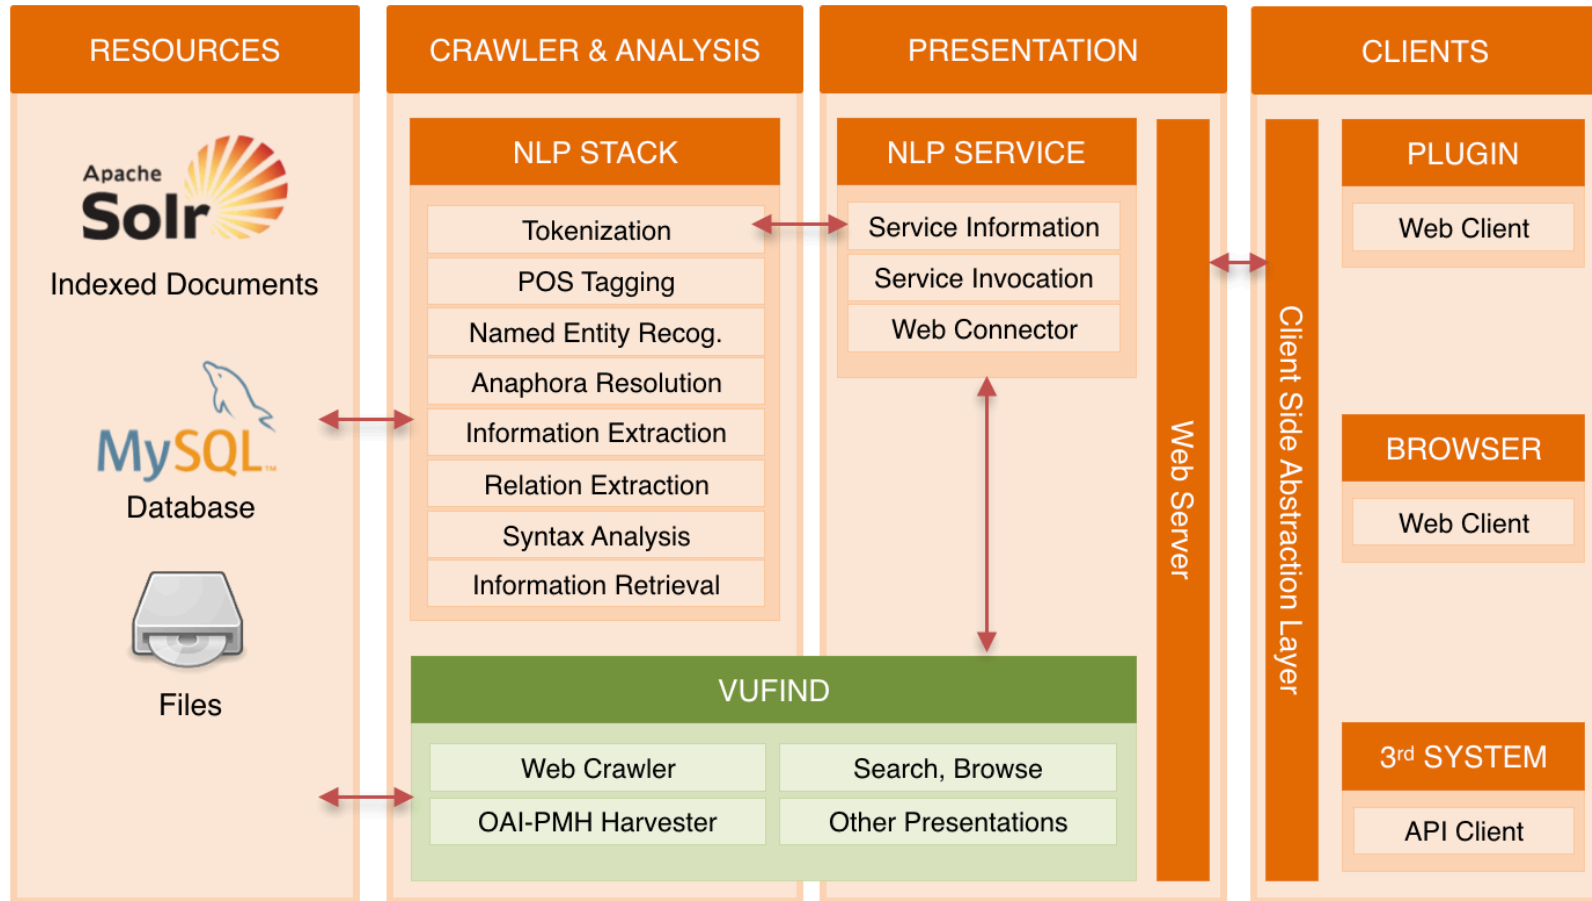 RESOURCES
Apache
Solr
Indexed Documents
MySQL™
Database
Files
CRAWLER & ANALYSIS
NLP STACK
Tokenization
POS Tagging
Named Entity Recog.
Anaphora Resolution
Information Extraction
Relation Extraction
Syntax Analysis
Information Retrieval
PRESENTATION
NLP SERVICE
Service Information
Service Invocation
Web Connector
VUFIND
Web Crawler
Search, Browse
OAI-PMH Harvester
Other Presentations
Web Server
CLIENTS
Client Side Abstraction Layer
PLUGIN
Web Client
BROWSER
Web Client
3rd SYSTEM
API Client